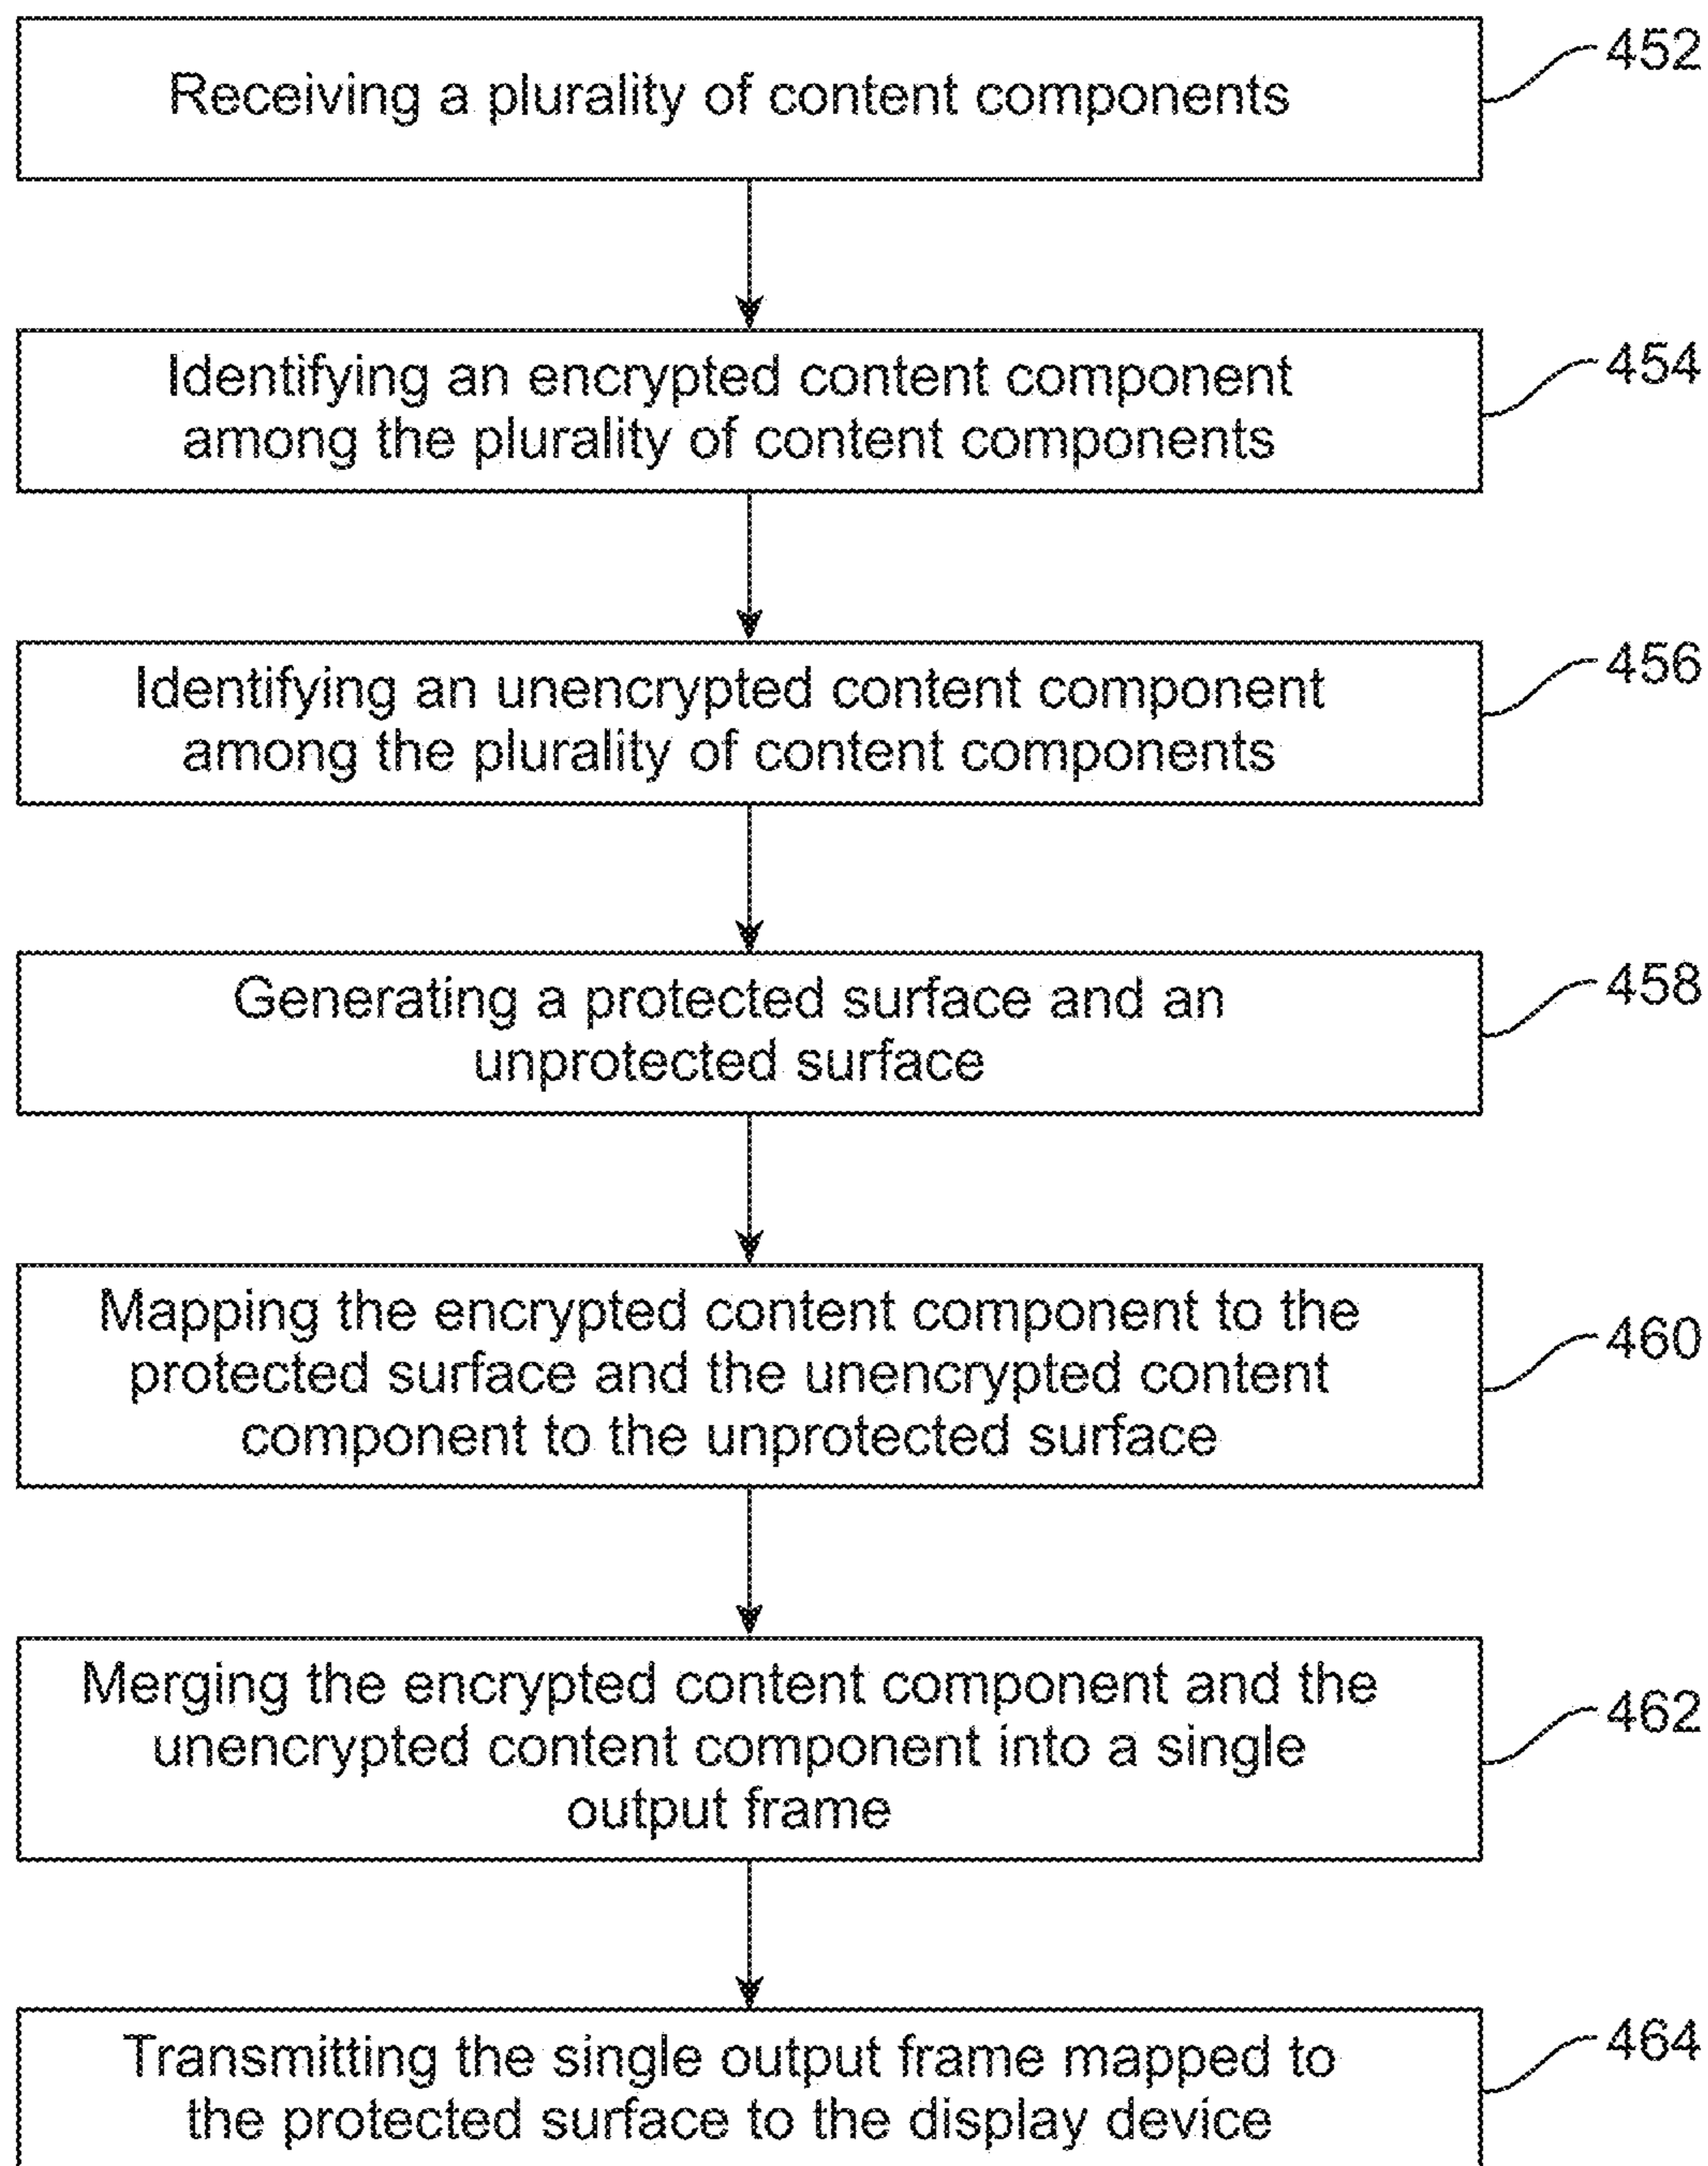 Receiving a plurality of content components
452
Identifying an encrypted content component
among the plurality of content components
454
Identifying an unencrypted content component
among the plurality of content components
456
Generating a protected surface and an
unprotected surface
458
Mapping the encrypted content component to the
protected surface and the unencrypted content
component to the unprotected surface
460
Merging the encrypted content component and the
unencrypted content component into a single
output frame
462
Transmitting the single output frame mapped to
the protected surface to the display device
464